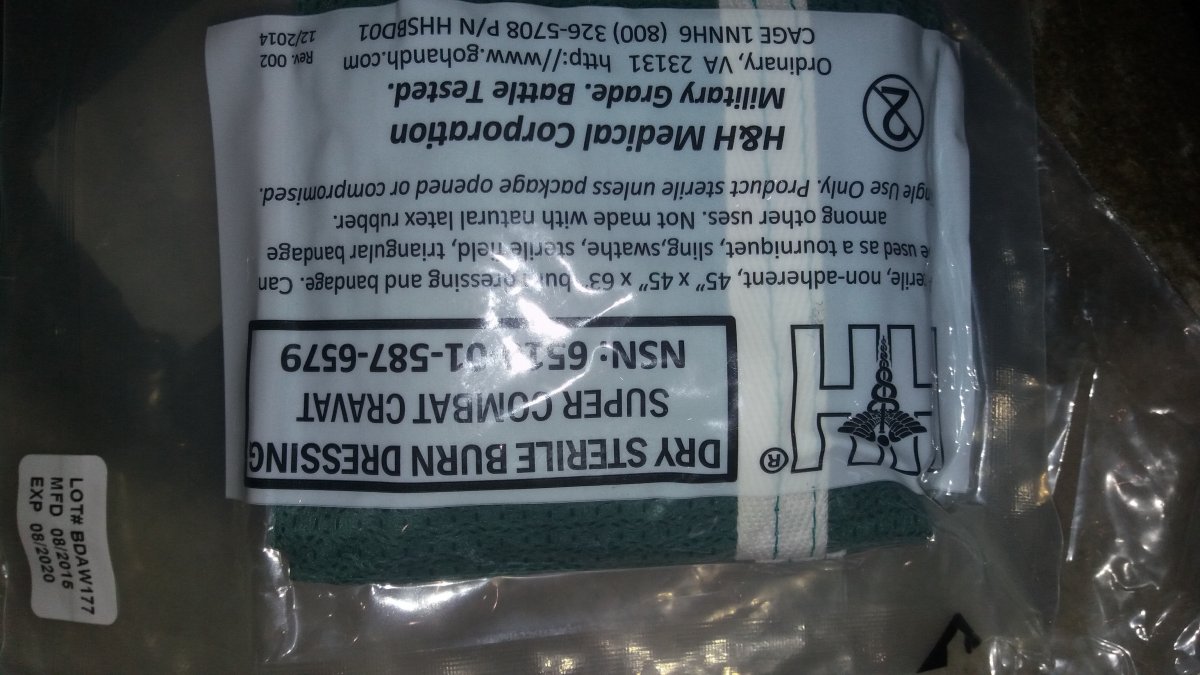 DRY STERILE BURN DRESSING
SUPER COMBAT CRAVAT
NSN: 6510-01-587-6579
HH
®
non-adherent, 45" x 45" x 63" burn dressing and bandage. Can
used as a tourniquet, sling,swathe, sterile field, triangular bandage
among other uses. Not made with natural latex rubber.
Use Only. Product sterile unless package opened or compromised.
H&H Medical Corporation
Military Grade. Battle Tested.
Ordinary, VA 23131 http://www.gohandh.com
CAGE 1NNH6 (800) 326-5708 P/N HHSBD01
Rev. 002
12/2014
2
LOT# BDAW177
MFD 08/2015
EXP 08/2020